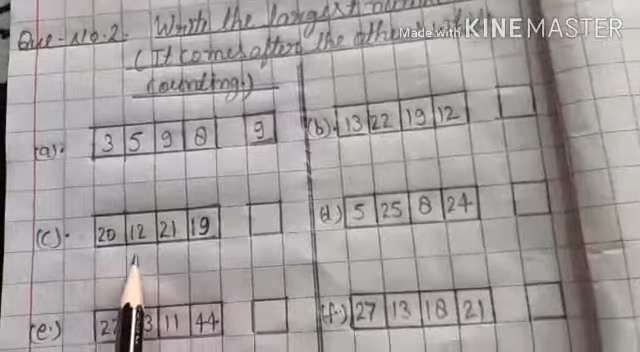 Que-No.2. Write the largest
Made with KINEMASTER
(It comes after the other
counting.)
(a). 3 5 9 8 9 (b). 13 22 19 12
(c). 20 12 21 19 (d) 5 25 8 24
(e.) 11 44 (f.) 27 13 18 21